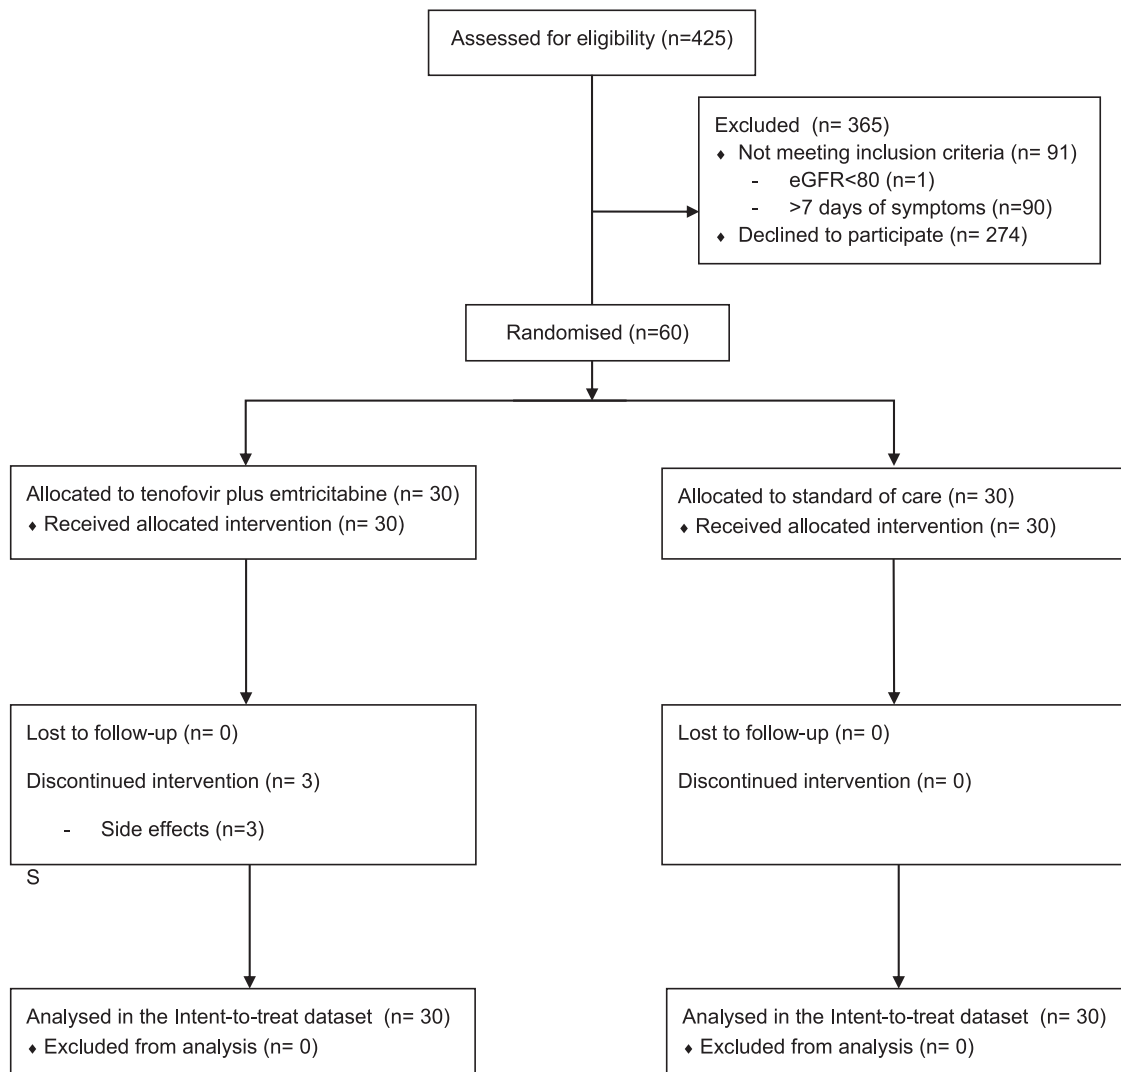 Assessed for eligibility (n=425)
Excluded (n= 365)
♦ Not meeting inclusion criteria (n= 91)
- eGFR<80 (n=1)
- >7 days of symptoms (n=90)
♦ Declined to participate (n= 274)
Randomised (n=60)
Allocated to tenofovir plus emtricitabine (n= 30)
♦ Received allocated intervention (n= 30)
Allocated to standard of care (n= 30)
♦ Received allocated intervention (n= 30)
Lost to follow-up (n= 0)
Discontinued intervention (n= 3)
- Side effects (n=3)
S
Lost to follow-up (n= 0)
Discontinued intervention (n= 0)
Analysed in the Intent-to-treat dataset (n= 30)
♦ Excluded from analysis (n= 0)
Analysed in the Intent-to-treat dataset (n= 30)
♦ Excluded from analysis (n= 0)